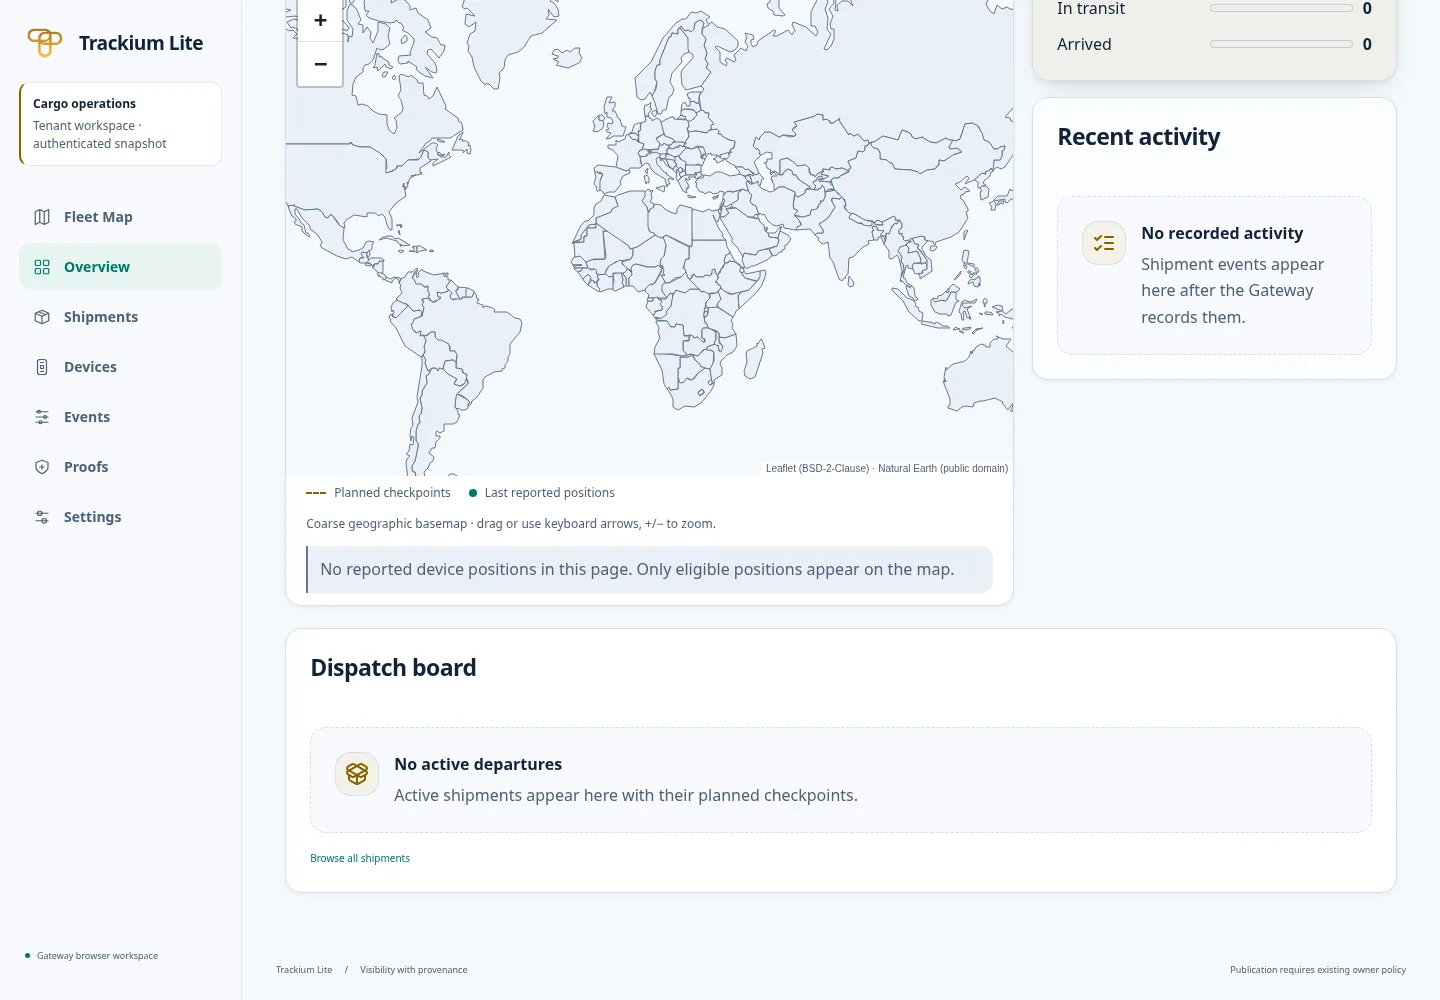 Trackium Lite
Cargo operations
Tenant workspace ·
authenticated snapshot
Fleet Map
Overview
Shipments
Devices
Events
Proofs
Settings
Gateway browser workspace
+
−
Leaflet (BSD-2-Clause) · Natural Earth (public domain)
Planned checkpoints
Last reported positions
Coarse geographic basemap · drag or use keyboard arrows, +/− to zoom.
No reported device positions in this page. Only eligible positions appear on the map.
In transit 0
Arrived 0
Recent activity
No recorded activity
Shipment events appear
here after the Gateway
records them.
Dispatch board
No active departures
Active shipments appear here with their planned checkpoints.
Browse all shipments
Trackium Lite / Visibility with provenance
Publication requires existing owner policy